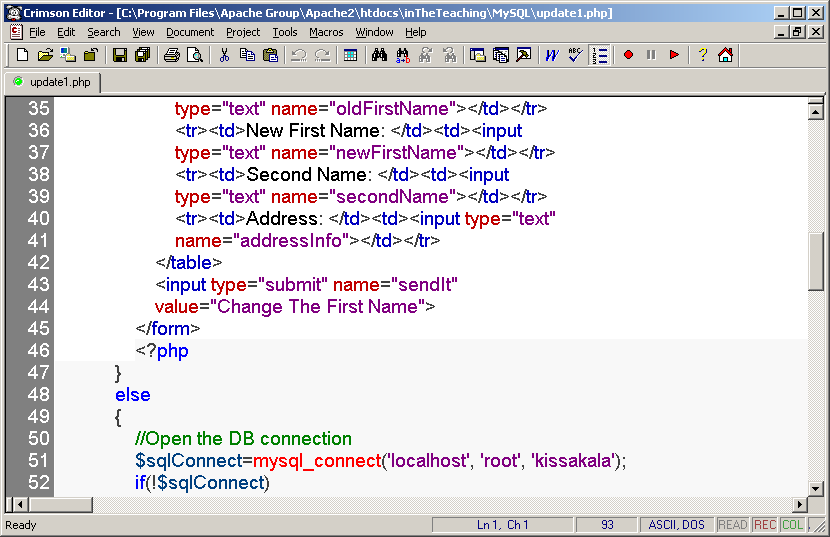 Crimson Editor - [C:\Program Files\Apache Group\Apache2\htdocs\inTheTeaching\MySQL\update1.php]
File Edit Search View Document Project Tools Macros Window Help
update1.php
35 type="text" name="oldFirstName"></td></tr>
36 <tr><td>New First Name: </td><td><input
37 type="text" name="newFirstName"></td></tr>
38 <tr><td>Second Name: </td><td><input
39 type="text" name="secondName"></td></tr>
40 <tr><td>Address: </td><td><input type="text"
41 name="addressInfo"></td></tr>
42 </table>
43 <input type="submit" name="sendIt"
44 value="Change The First Name">
45 </form>
46 <?php
47 }
48 else
49 {
50 //Open the DB connection
51 $sqlConnect=mysql_connect('localhost', 'root', 'kissakala');
52 if(!$sqlConnect)
Ready Ln 1, Ch 1 93 ASCII, DOS READ REC COL